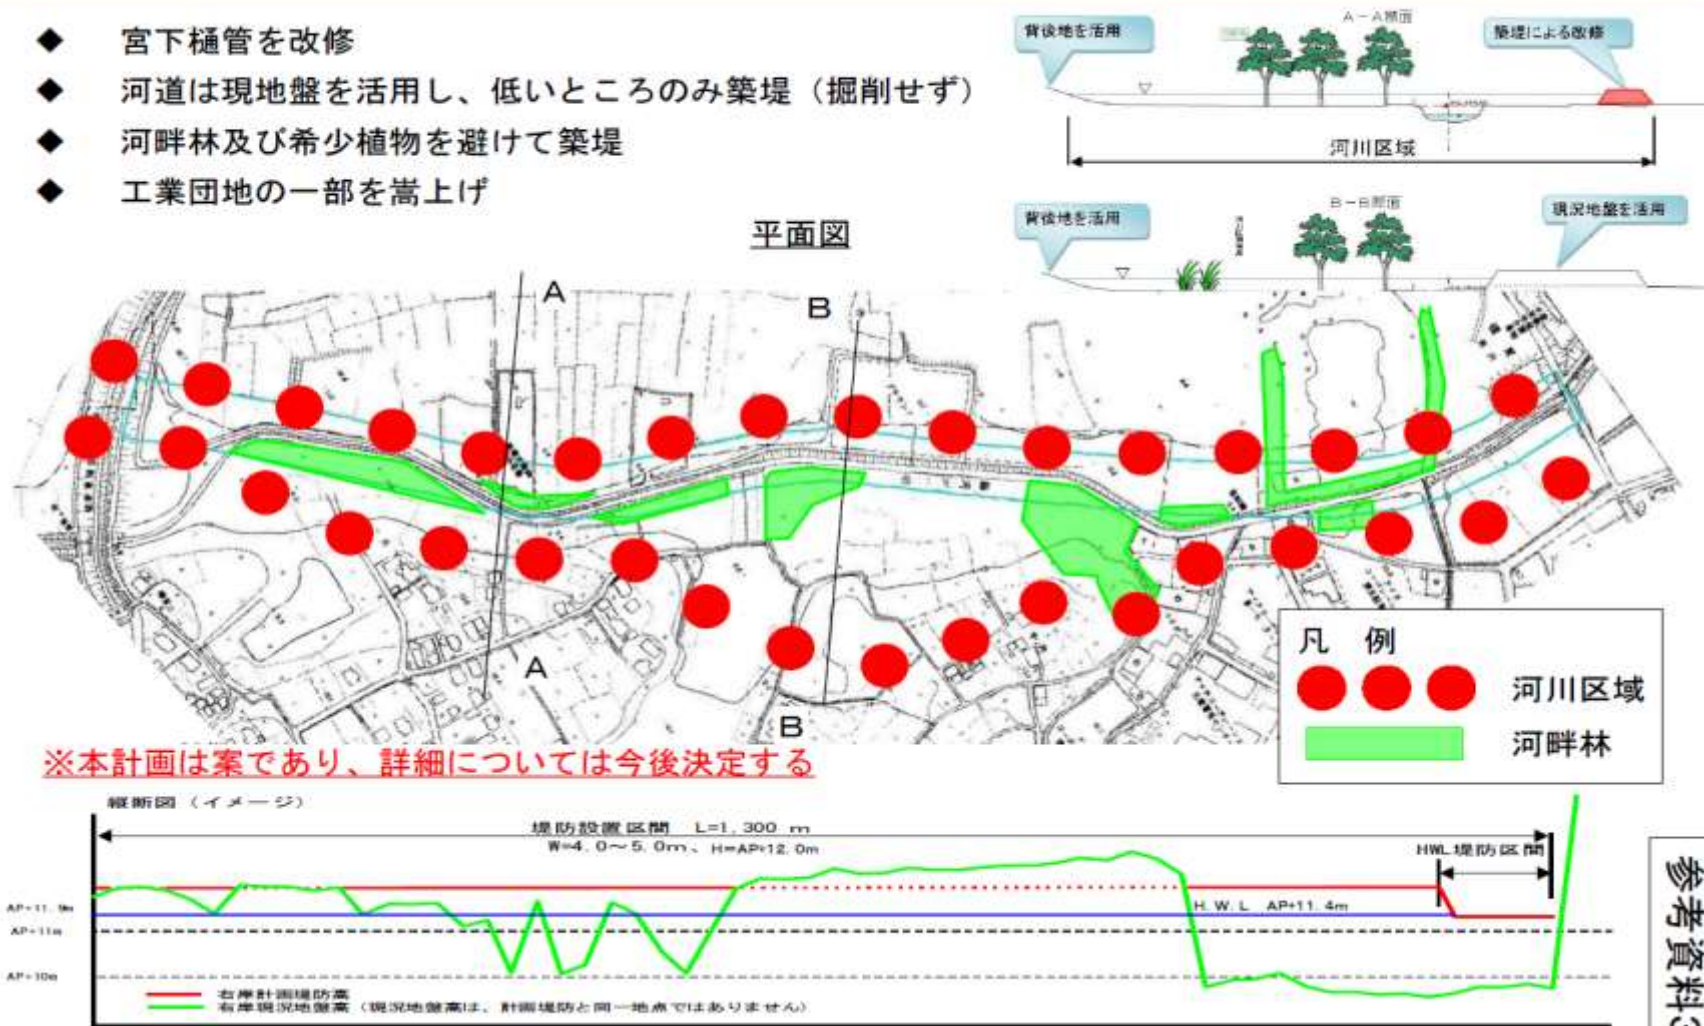 ◆ 宮下樋管を改修
◆ 河道は現地盤を活用し、低いところのみ築堤（掘削せず）
◆ 河畔林及び希少植物を避けて築堤
◆ 工業団地の一部を嵩上げ
A－A断面
背後地を活用
築堤による改修
河川区域
B－B断面
背後地を活用
現況地盤を活用
平面図
A
B
A
B
凡 例
河川区域
河畔林
※本計画は案であり、詳細については今後決定する
縦断図（イメージ）
堤防設置区間 L=1,300 m
W=4.0～5.0m、H=AP+12.0m
HWL堤防区間
H.W.L AP+11.4m
AP+11.9m
AP+11m
AP+10m
右岸計画堤防高
右岸現況地盤高（現況地盤高は、計画堤防と同一地点ではありません）
参考資料3